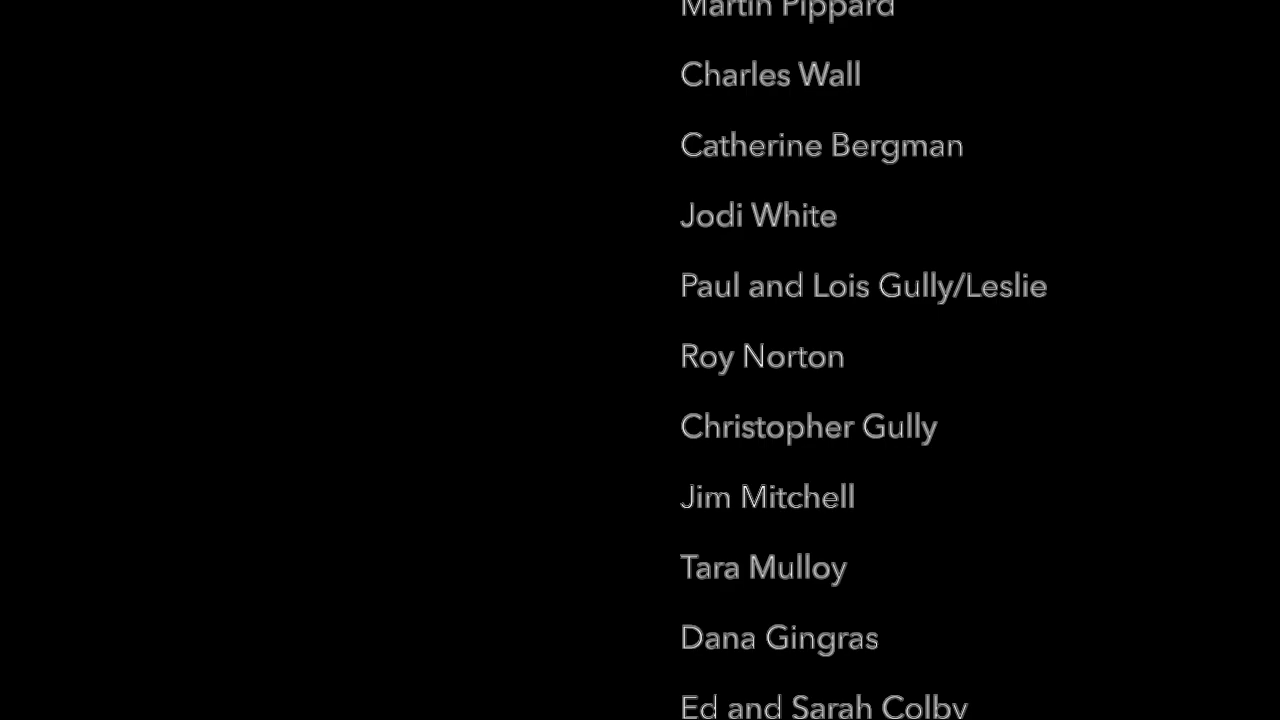 Martin Pippard
Charles Wall
Catherine Bergman
Jodi White
Paul and Lois Gully/Leslie
Roy Norton
Christopher Gully
Jim Mitchell
Tara Mulloy
Dana Gingras
Ed and Sarah Colby